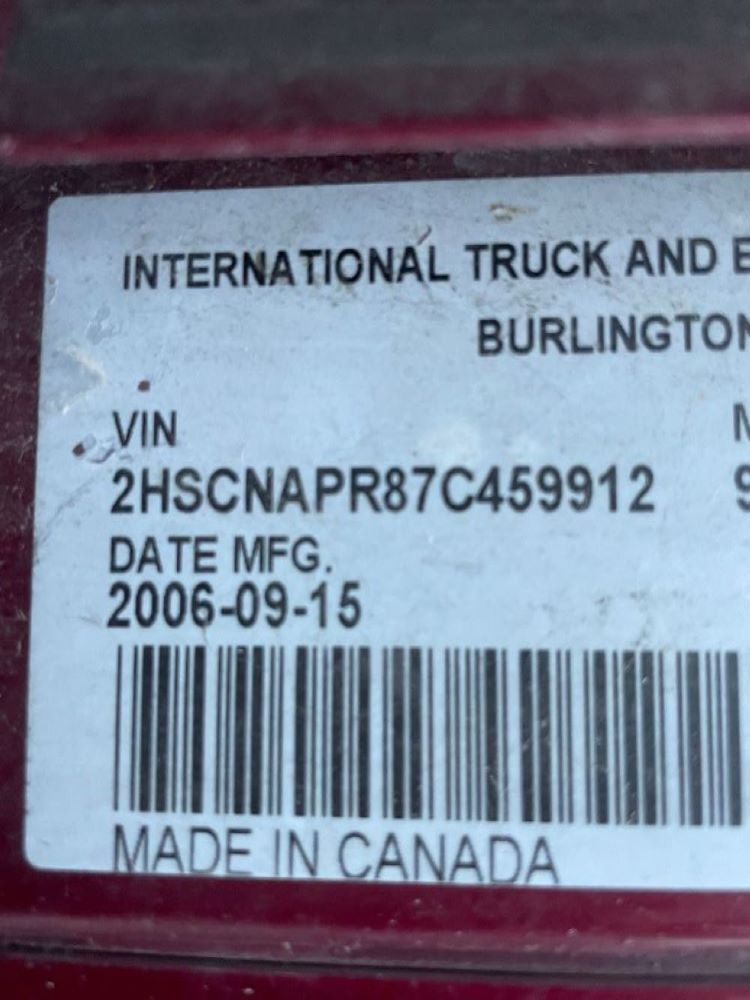 INTERNATIONAL TRUCK AND E
BURLINGTON
VIN
2HSCNAPR87C459912
DATE MFG.
2006-09-15
MADE IN CANADA